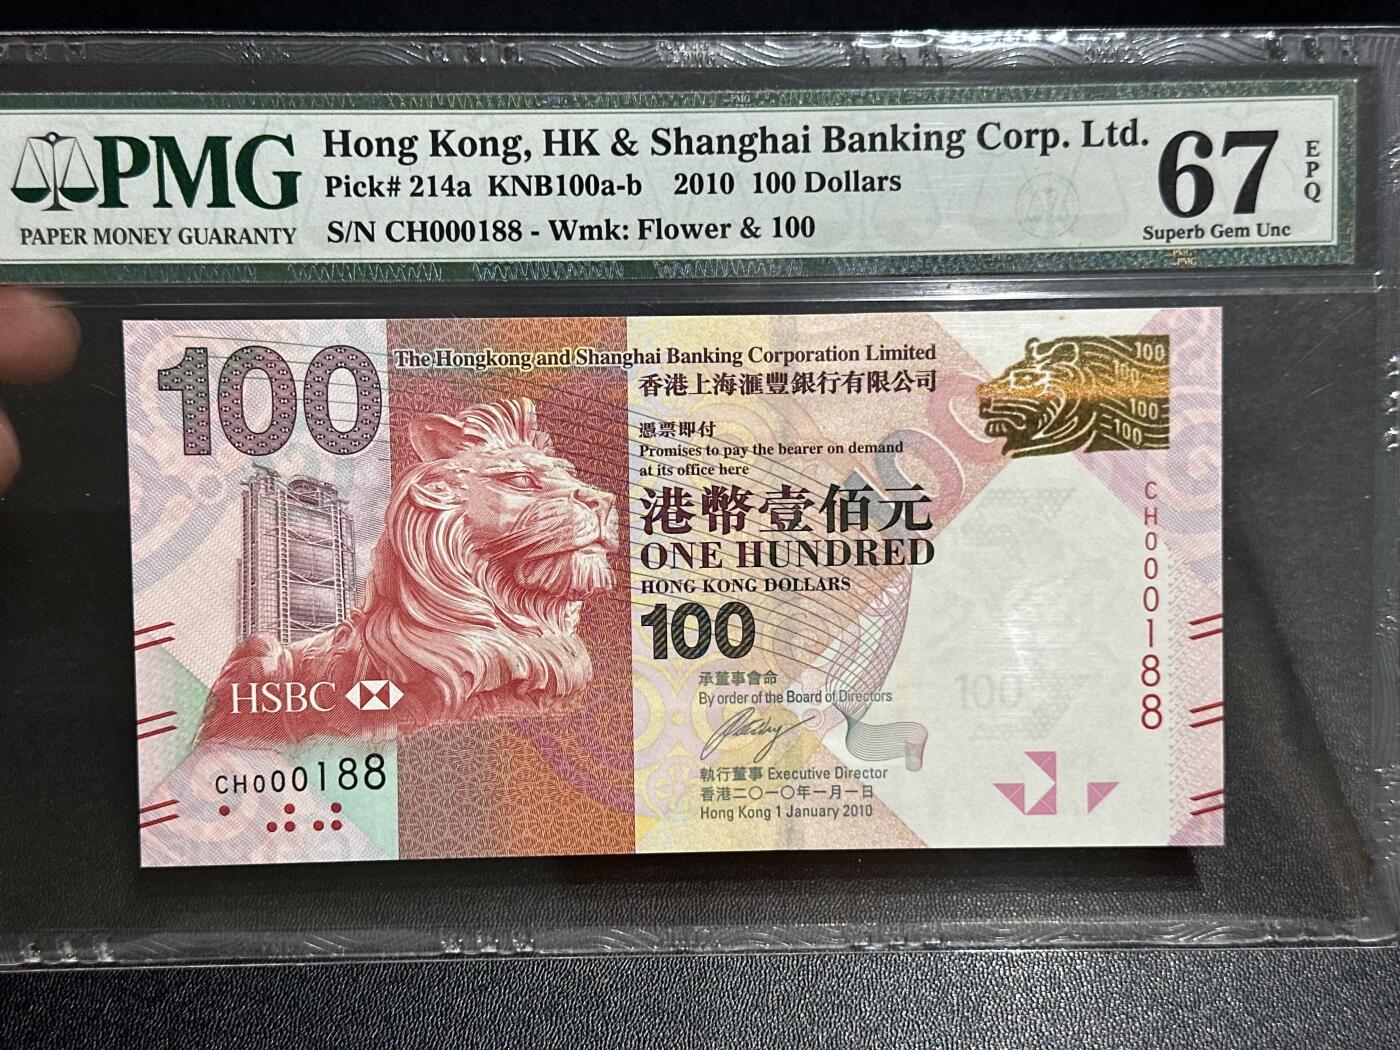 PMG
PAPER MONEY GUARANTY
Hong Kong, HK & Shanghai Banking Corp. Ltd.
Pick# 214a KNB100a-b 2010 100 Dollars
S/N CH000188 - Wmk: Flower & 100
67
EPQ
Superb Gem Unc
100
The Hongkong and Shanghai Banking Corporation Limited
香港上海滙豐銀行有限公司
100
100
100
100
憑票即付
Promises to pay the bearer on demand
at its office here
港幣壹佰元
ONE HUNDRED
HONG KONG DOLLARS
100
100
承董事會命
By order of the Board of Directors
執行董事 Executive Director
香港二〇一〇年一月一日
Hong Kong 1 January 2010
HSBC
CH000188
CH000188